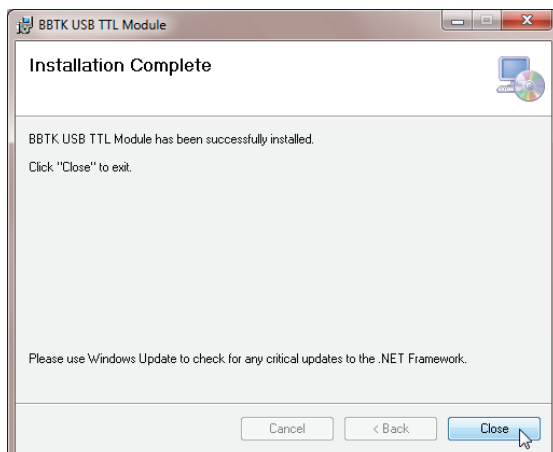 BBTK USB TTL Module
Installation Complete
BBTK USB TTL Module has been successfully installed.
Click "Close" to exit.
Please use Windows Update to check for any critical updates to the .NET Framework.
Cancel
< Back
Close